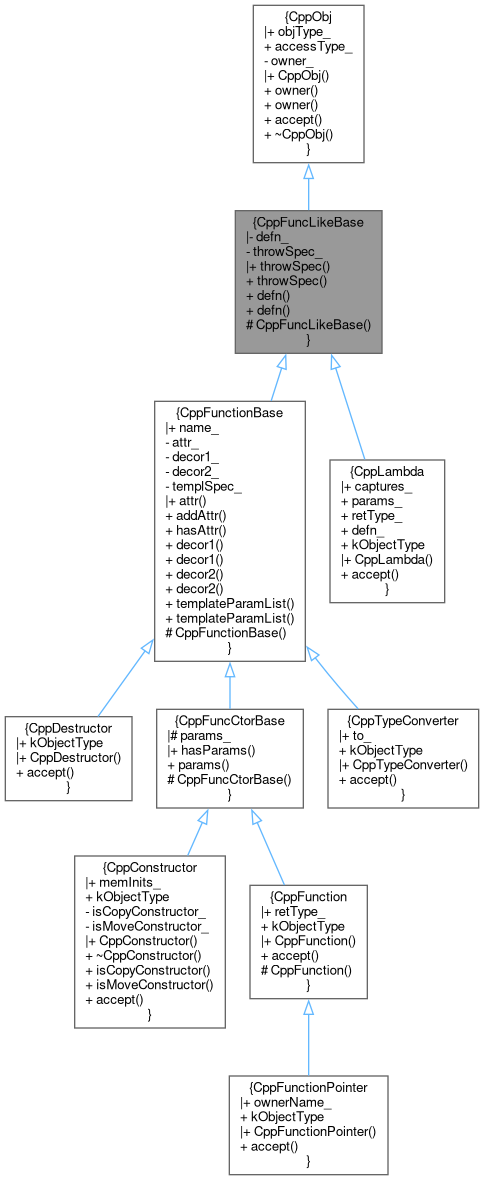 {CppObj
|+ objType_
+ accessType_
- owner_
|+ CppObj()
+ owner()
+ owner()
+ accept()
+ ~CppObj()
}
{CppFuncLikeBase
|- defn_
- throwSpec_
|+ throwSpec()
+ throwSpec()
+ defn()
+ defn()
# CppFuncLikeBase()
}
{CppFunctionBase
|+ name_
- attr_
- decor1_
- decor2_
- templSpec_
|+ attr()
+ addAttr()
+ hasAttr()
+ decor1()
+ decor1()
+ decor2()
+ decor2()
+ templateParamList()
+ templateParamList()
# CppFunctionBase()
}
{CppLambda
|+ captures_
+ params_
+ retType_
+ defn_
+ kObjectType
|+ CppLambda()
+ accept()
}
{CppDestructor
|+ kObjectType
|+ CppDestructor()
+ accept()
}
{CppFuncCtorBase
|# params_
|+ hasParams()
+ params()
# CppFuncCtorBase()
}
{CppTypeConverter
|+ to_
+ kObjectType
|+ CppTypeConverter()
+ accept()
}
{CppConstructor
|+ memInits_
+ kObjectType
- isCopyConstructor_
- isMoveConstructor_
|+ CppConstructor()
+ ~CppConstructor()
+ isCopyConstructor()
+ isMoveConstructor()
+ accept()
}
{CppFunction
|+ retType_
+ kObjectType
|+ CppFunction()
+ accept()
# CppFunction()
}
{CppFunctionPointer
|+ ownerName_
+ kObjectType
|+ CppFunctionPointer()
+ accept()
}